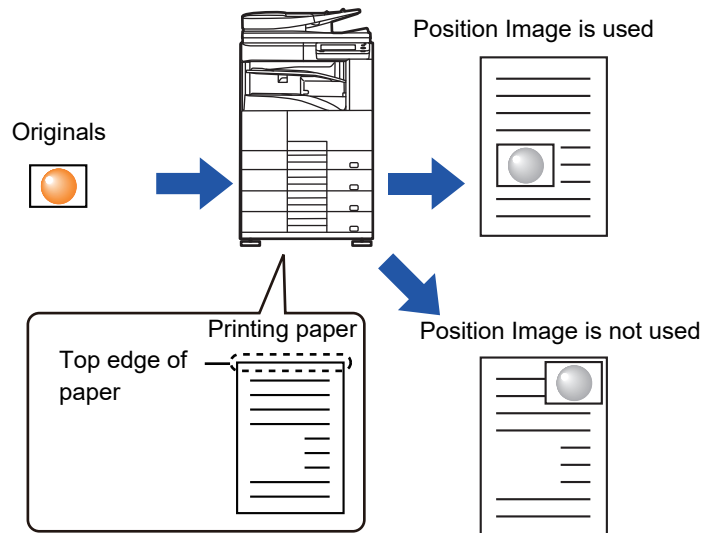 Position Image is used
Originals
Printing paper
Top edge of
paper
Position Image is not used